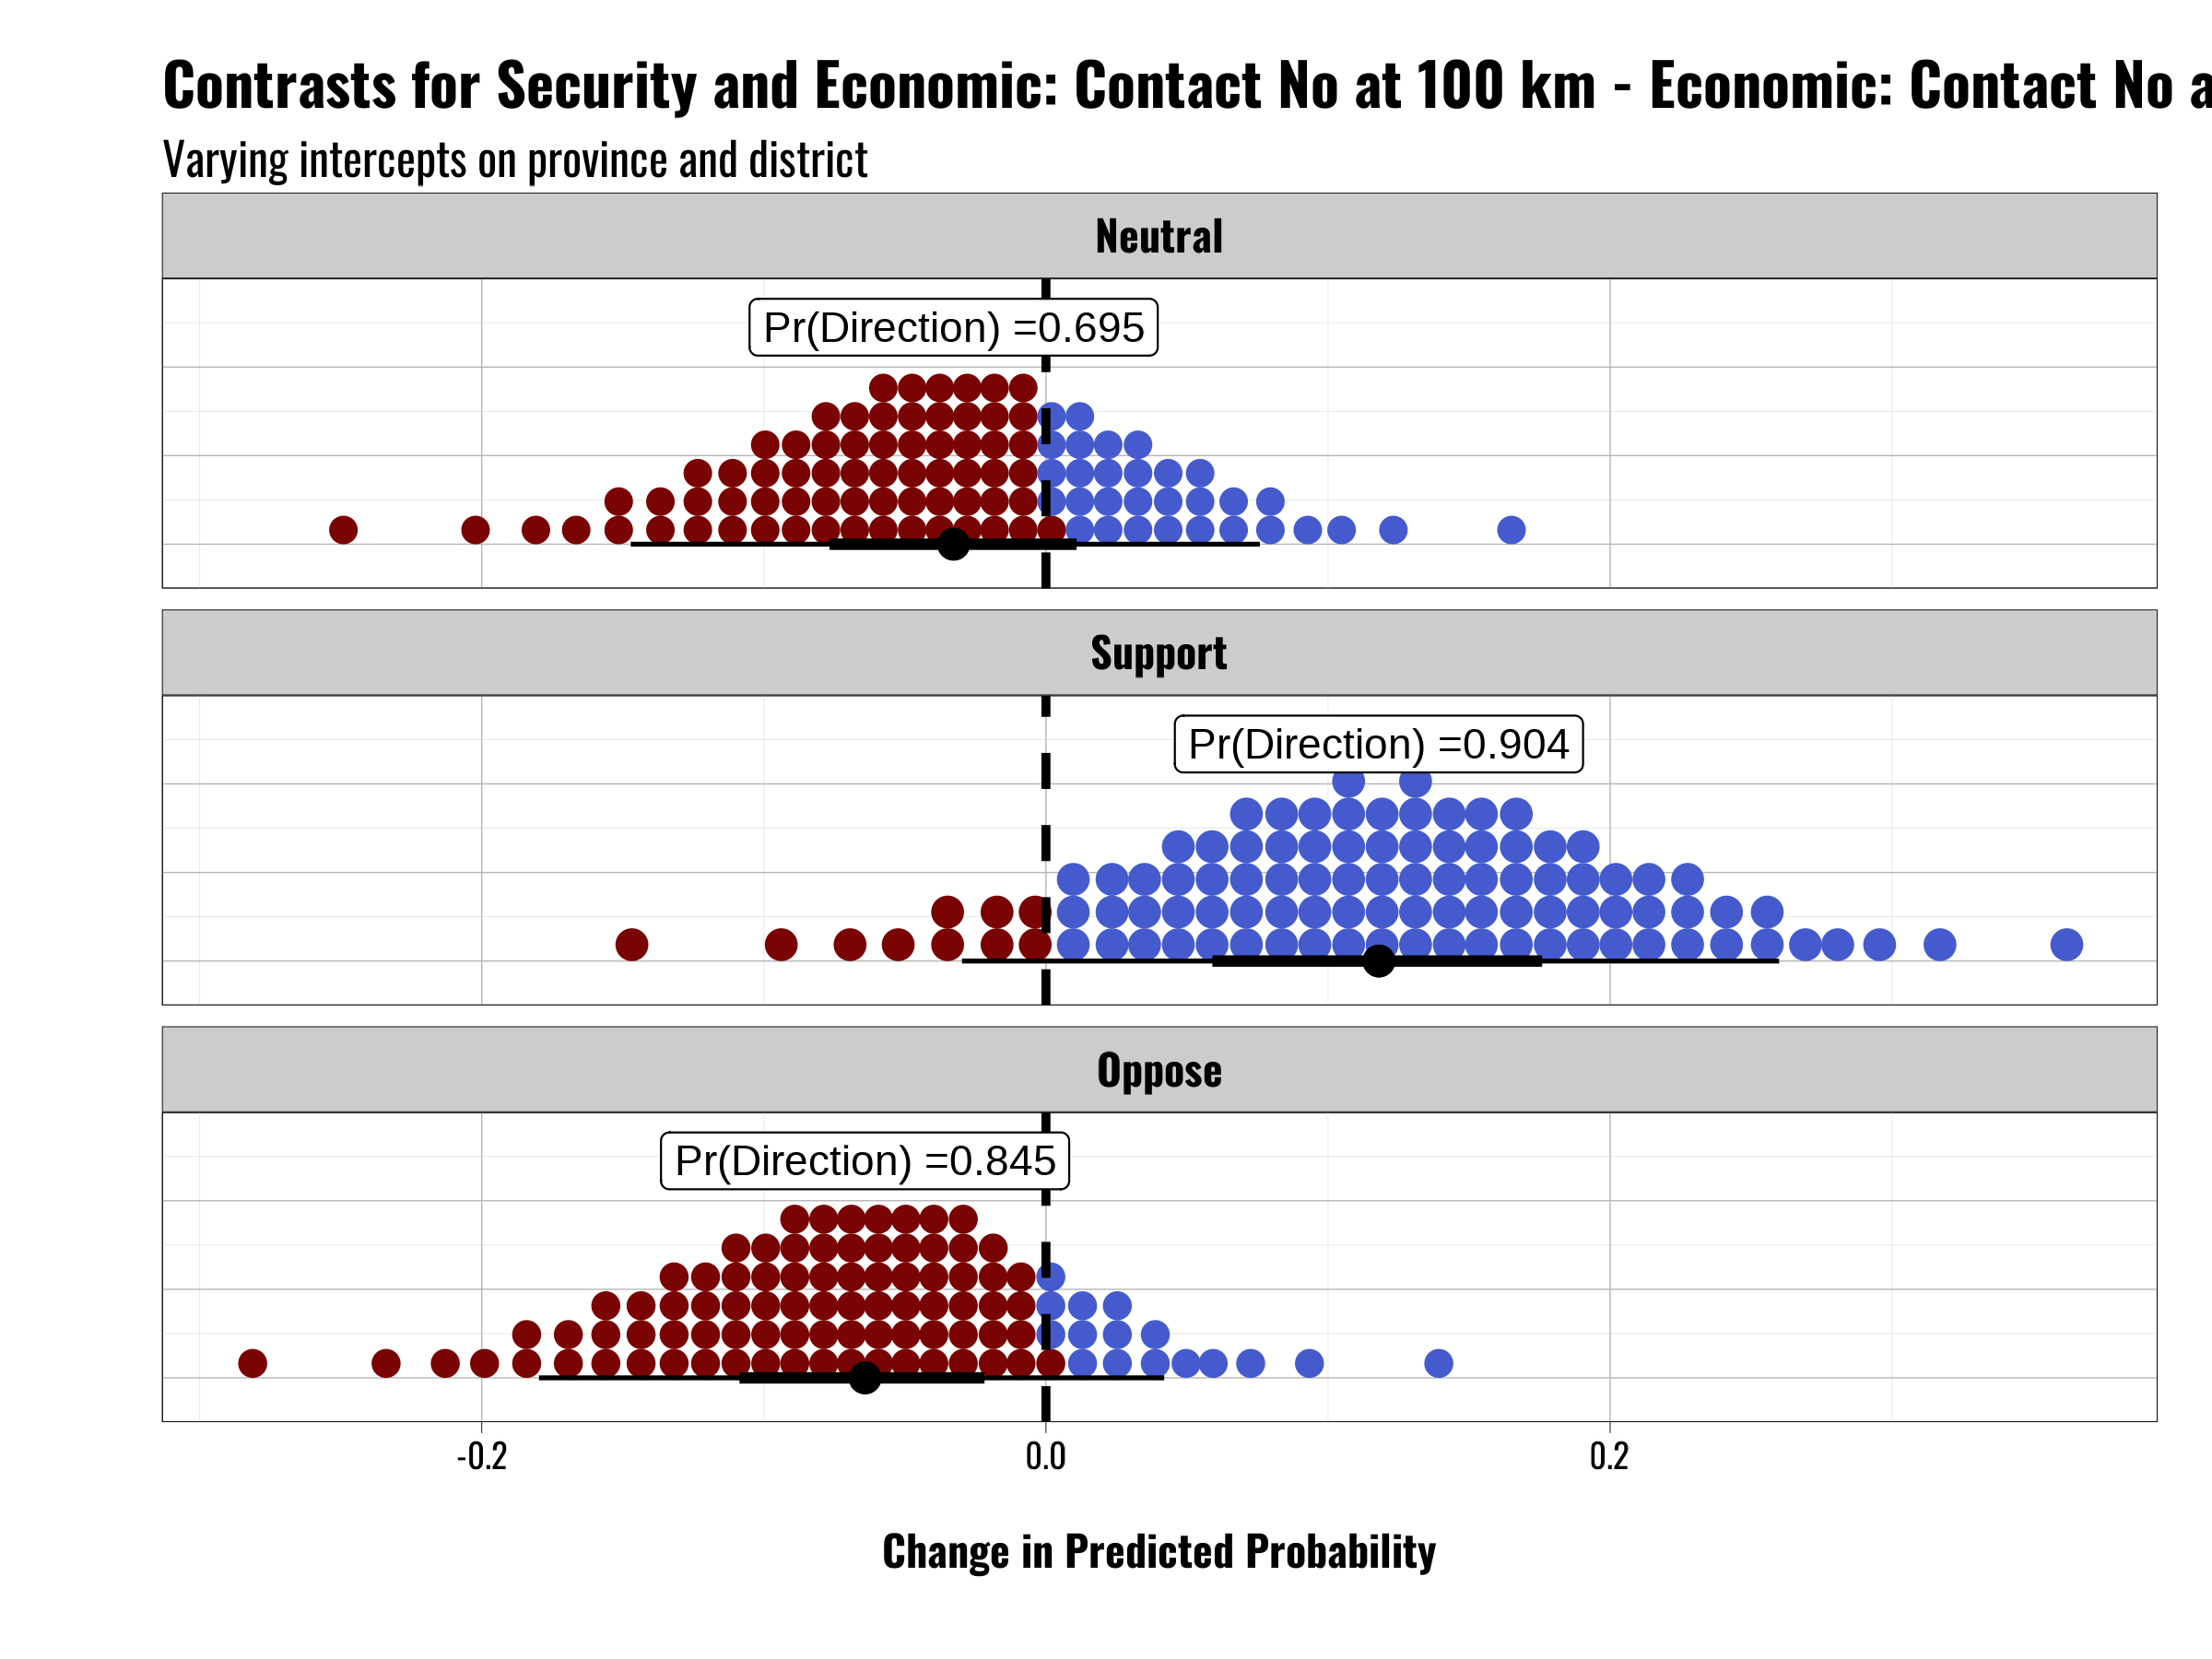 Contrasts for Security and Economic: Contact No at 100 km - Economic: Contact No
Varying intercepts on province and district
Neutral
Pr(Direction) =0.695
Support
Pr(Direction) =0.904
Oppose
Pr(Direction) =0.845
-0.2 0.0 0.2
Change in Predicted Probability